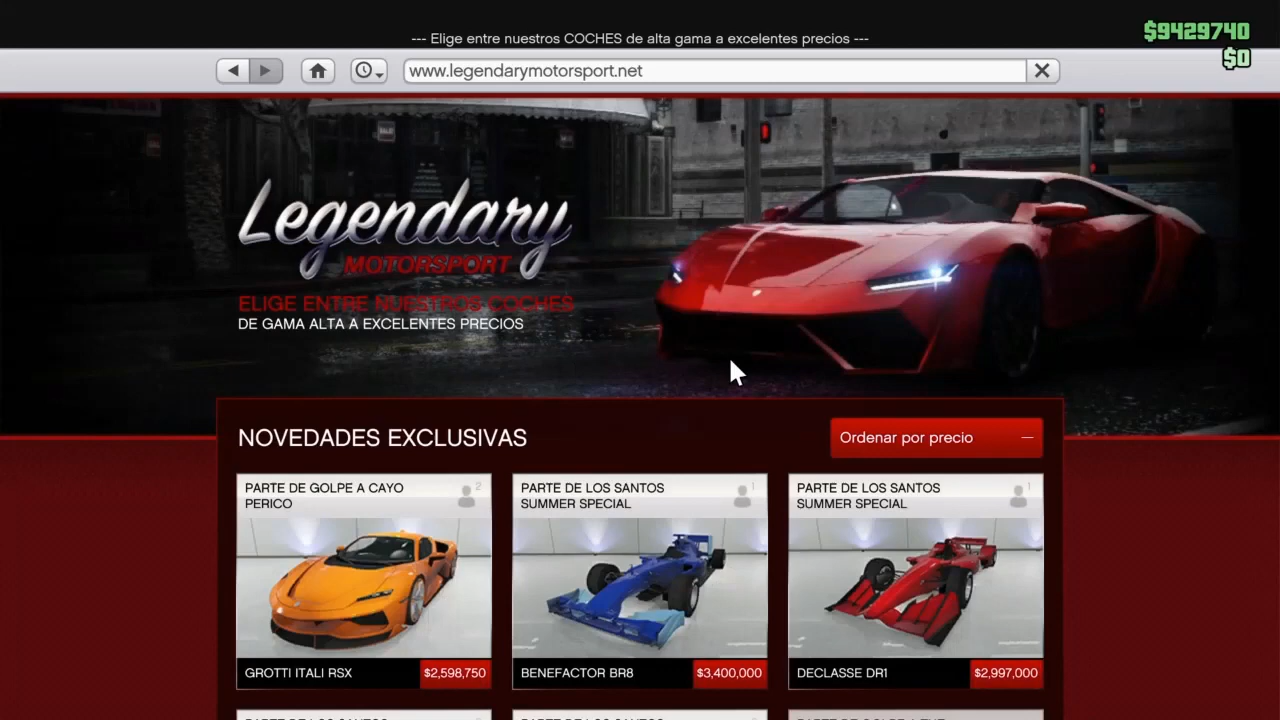 --- Elige entre nuestros COCHES de alta gama a excelentes precios ---
$9429740
$0
www.legendarymotorsport.net
Legendary
MOTORSPORT
ELIGE ENTRE NUESTROS COCHES
DE GAMA ALTA A EXCELENTES PRECIOS
NOVEDADES EXCLUSIVAS
Ordenar por precio
PARTE DE GOLPE A CAYO
PERICO
2
PARTE DE LOS SANTOS
SUMMER SPECIAL
1
PARTE DE LOS SANTOS
SUMMER SPECIAL
1
GROTTI ITALI RSX
$2,598,750
BENEFACTOR BR8
$3,400,000
DECLASSE DR1
$2,997,000